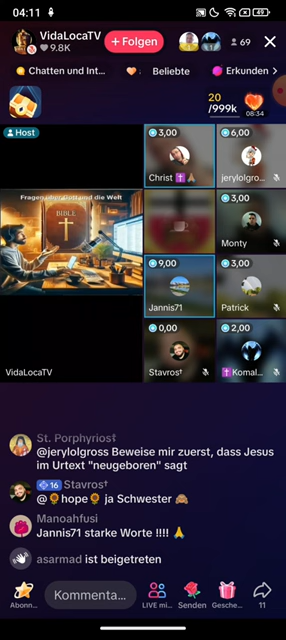 04:11
49
VidaLocaTV
9.8K
+ Folgen
69
Chatten und Int...
Beliebte
Erkunden
20
/999k
08:34
Host
3,00
6,00
Fragen über Gott und die Welt
BIBLE
Christ
jerylolgro...
3,00
Monty
9,00
3,00
Jannis71
Patrick
0,00
2,00
VidaLocaTV
Stavros†
Komal...
St. Porphyrios
@jerylolgross Beweise mir zuerst, dass Jesus
im Urtext "neugeboren" sagt
16 Stavros†
@🌻hope🌻 ja Schwester 🙈
Manoahfusi
Jannis71 starke Worte !!!! 🙏
asarmad ist beigetreten
Kommenta...
Abonn...
LIVE mi...
Senden
Gesche...
11